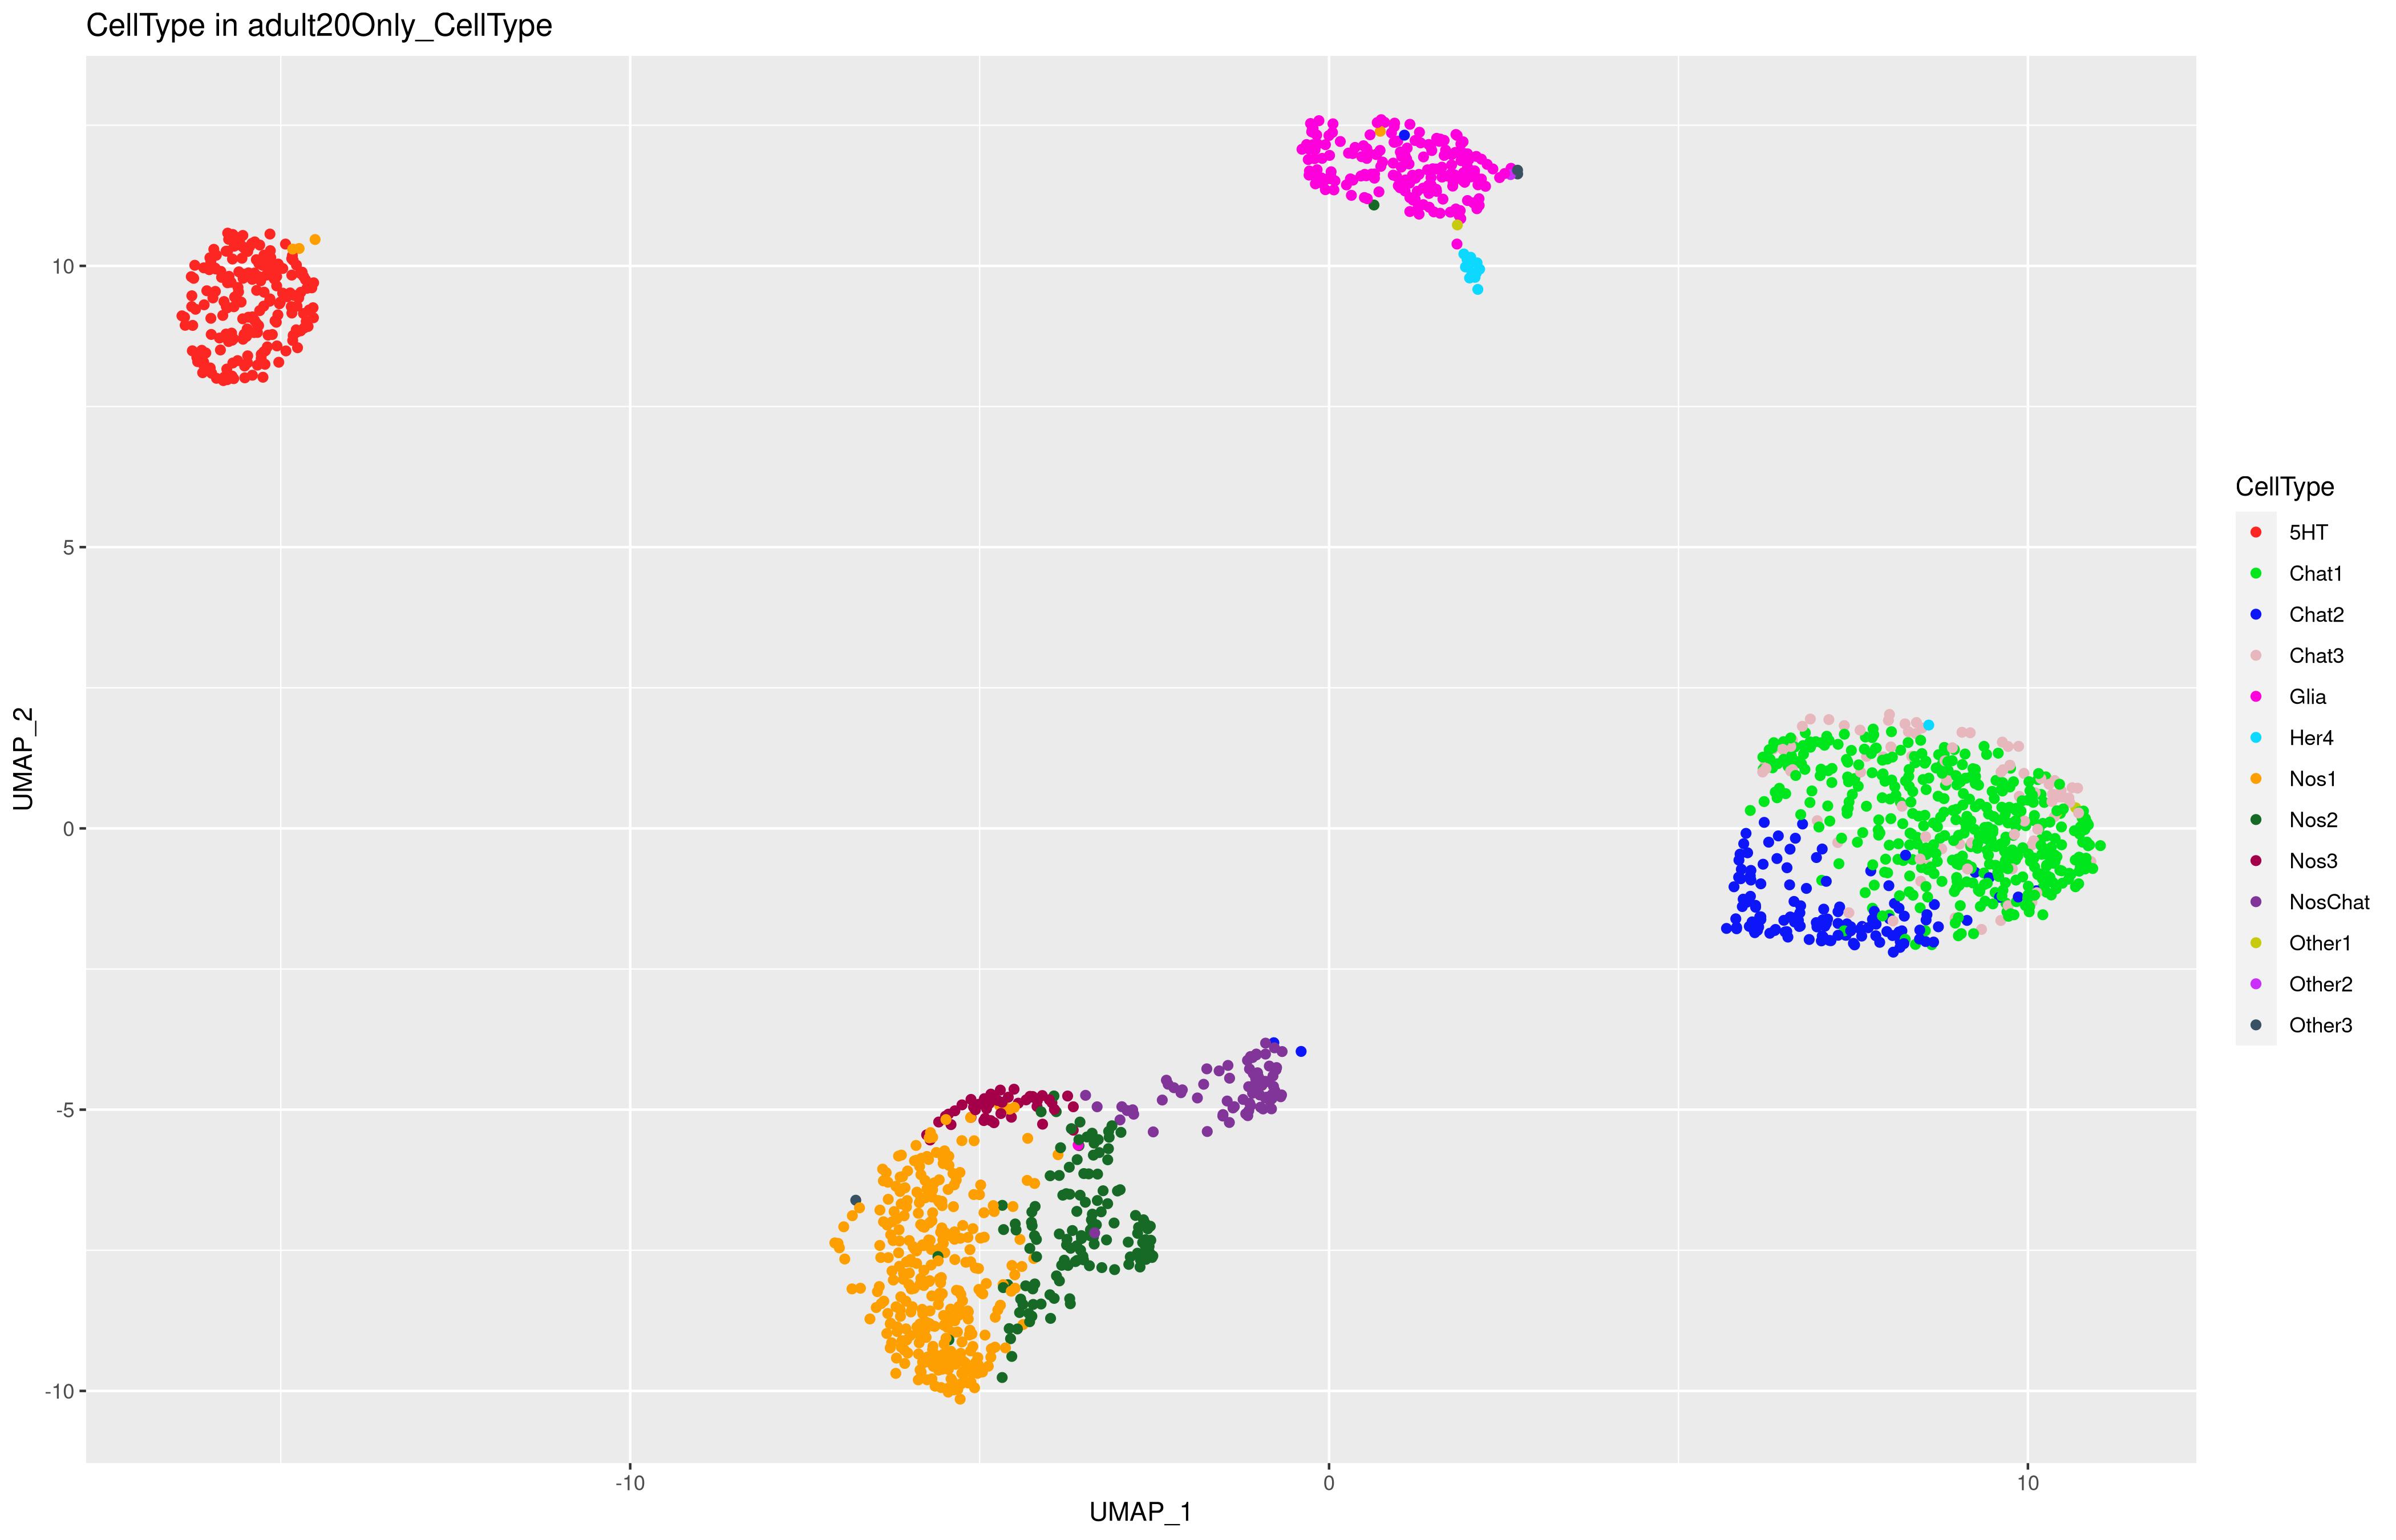 CellType in adult20Only_CellType
10
5
0
-5
-10
UMAP_2
-10
0
10
UMAP_1
CellType
5HT
Chat1
Chat2
Chat3
Glia
Her4
Nos1
Nos2
Nos3
NosChat
Other1
Other2
Other3